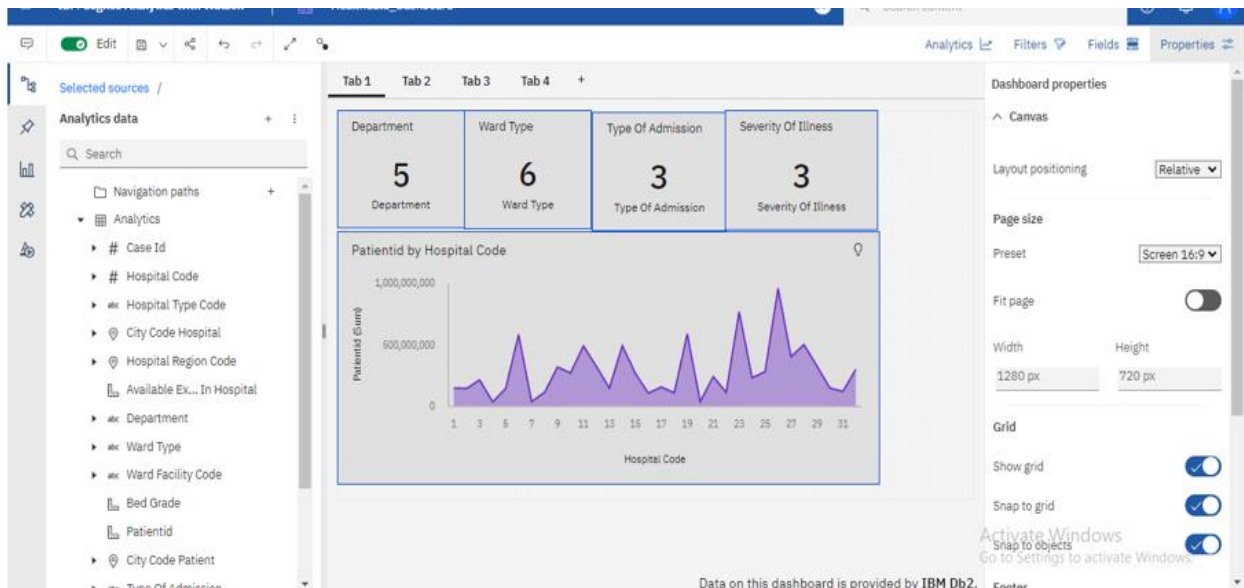 Edit
Analytics
Filters
Fields
Properties
Selected sources /
Analytics data
Search
Navigation paths
Analytics
Case Id
Hospital Code
Hospital Type Code
City Code Hospital
Hospital Region Code
Available Ex... In Hospital
Department
Ward Type
Ward Facility Code
Bed Grade
Patientid
City Code Patient
Tab 1 Tab 2 Tab 3 Tab 4 +
Department
5
Department
Ward Type
6
Ward Type
Type Of Admission
3
Type Of Admission
Severity Of Illness
3
Severity Of Illness
Patientid by Hospital Code
Patientid (Sum)
1,000,000,000
500,000,000
0
1 3 5 7 9 11 13 15 17 19 21 23 25 27 29 31
Hospital Code
Data on this dashboard is provided by IBM Db2.
Dashboard properties
Canvas
Layout positioning Relative
Page size
Preset Screen 16:9
Fit page
Width Height
1280 px 720 px
Grid
Show grid
Snap to grid
Snap to objects
Activate Windows
Go to Settings to activate Windows.